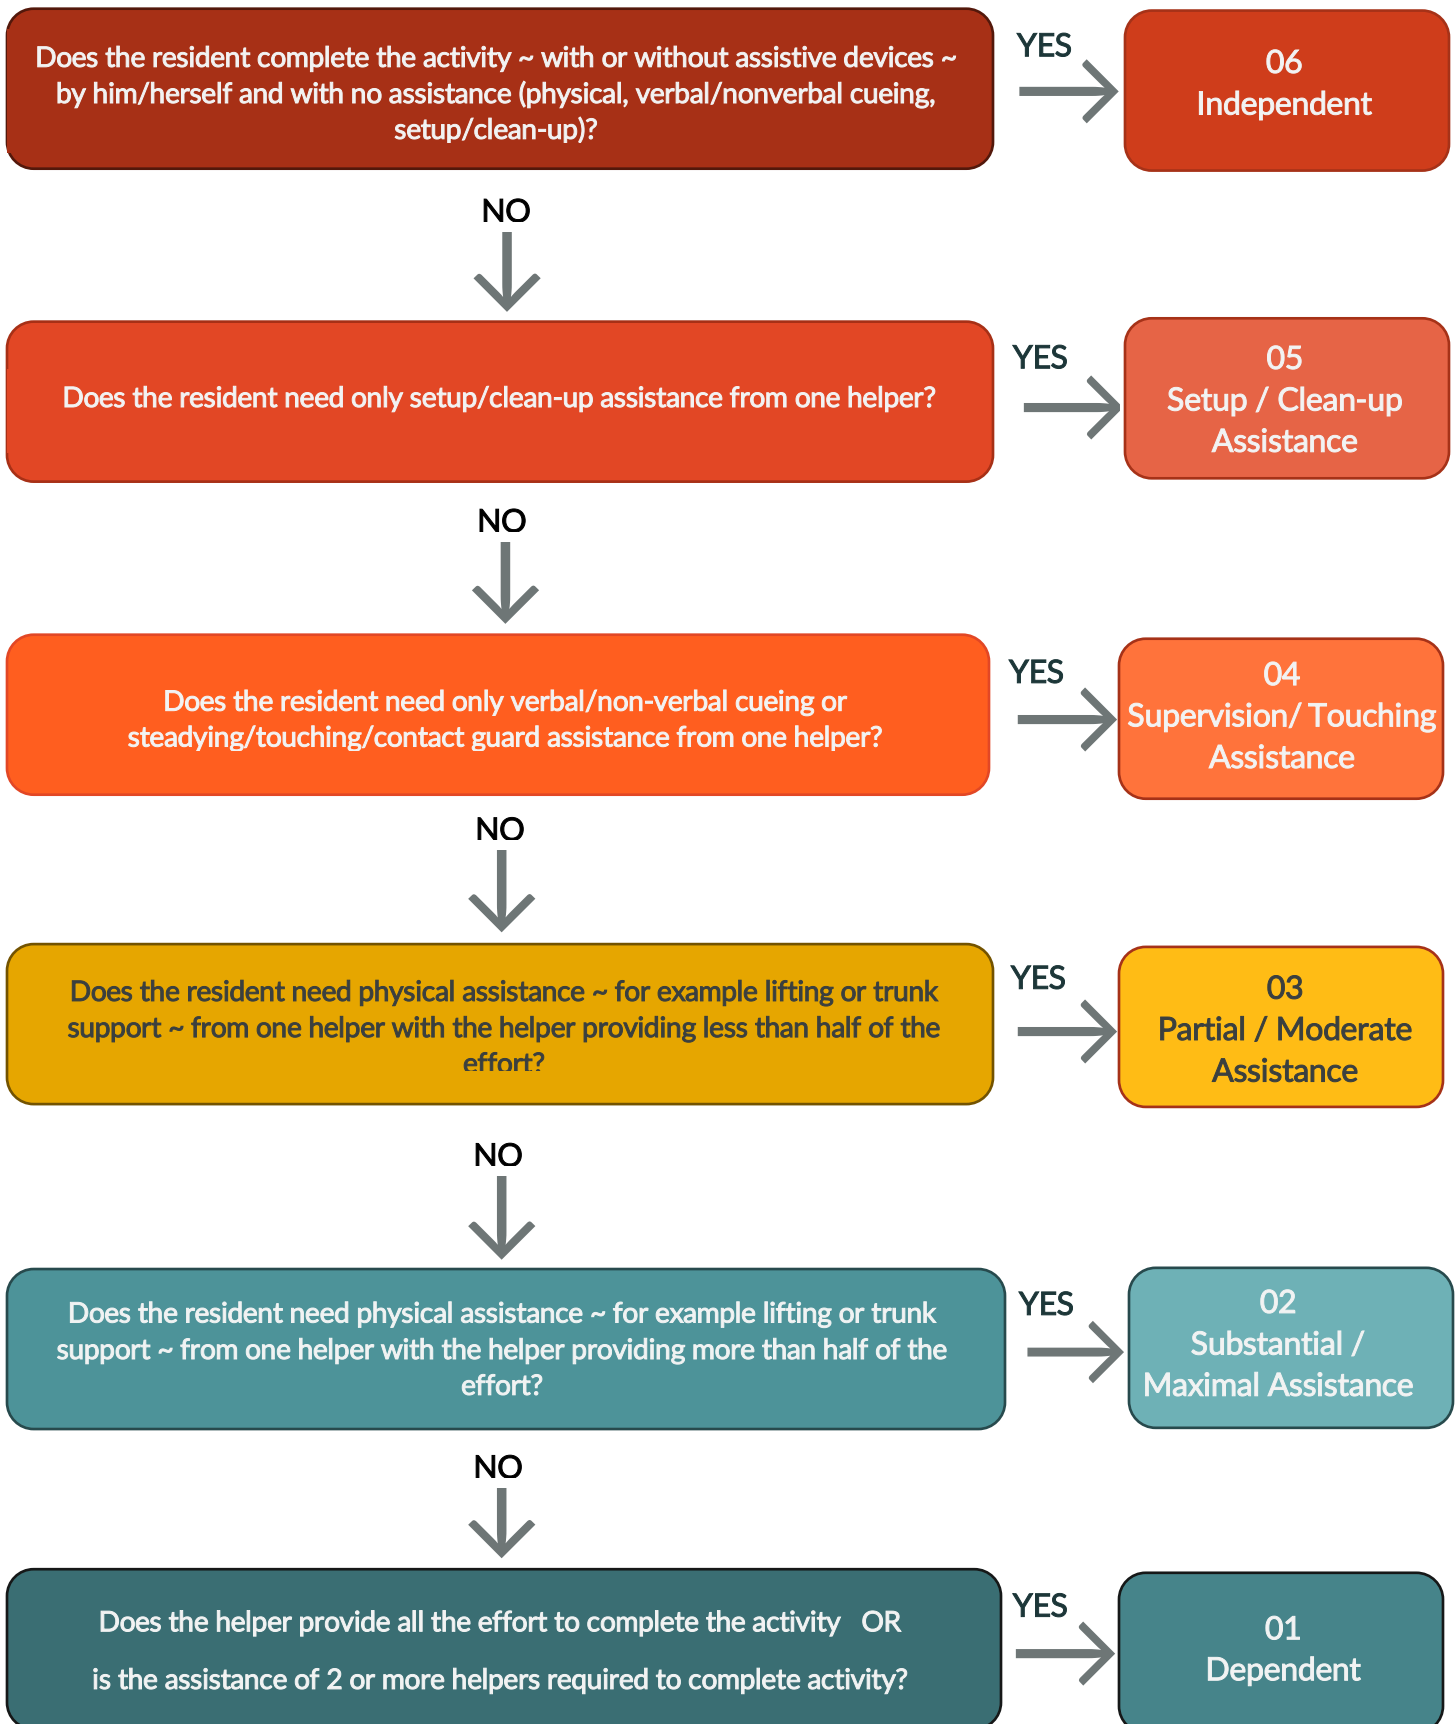 Does the resident complete the activity ~ with or without assistive devices ~
by him/herself and with no assistance (physical, verbal/nonverbal cueing,
setup/clean-up)?
YES
06
Independent
NO
Does the resident need only setup/clean-up assistance from one helper?
YES
05
Setup / Clean-up
Assistance
NO
Does the resident need only verbal/non-verbal cueing or
steadying/touching/contact guard assistance from one helper?
YES
04
Supervision/ Touching
Assistance
NO
Does the resident need physical assistance ~ for example lifting or trunk
support ~ from one helper with the helper providing less than half of the
effort?
YES
03
Partial / Moderate
Assistance
NO
Does the resident need physical assistance ~ for example lifting or trunk
support ~ from one helper with the helper providing more than half of the
effort?
YES
02
Substantial /
Maximal Assistance
NO
Does the helper provide all the effort to complete the activity   OR
is the assistance of 2 or more helpers required to complete activity?
YES
01
Dependent